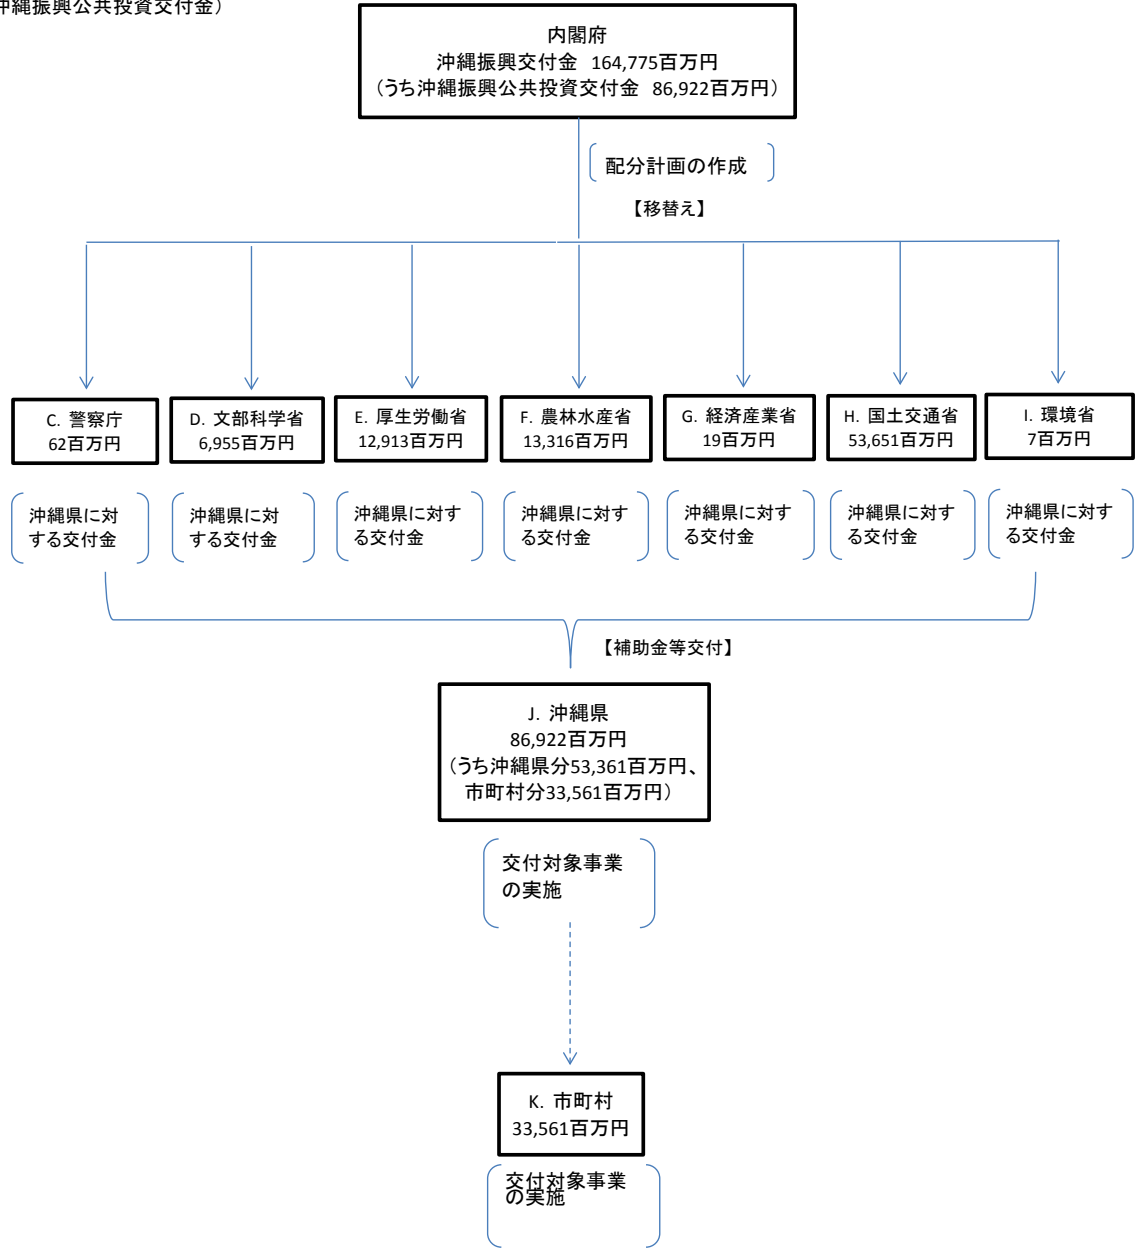 沖縄振興公共投資交付金）
内閣府
沖縄振興交付金 164,775百万円
（うち沖縄振興公共投資交付金 86,922百万円）
配分計画の作成
【移替え】
C. 警察庁
62百万円
D. 文部科学省
6,955百万円
E. 厚生労働省
12,913百万円
F. 農林水産省
13,316百万円
G. 経済産業省
19百万円
H. 国土交通省
53,651百万円
I. 環境省
7百万円
沖縄県に対
する交付金
沖縄県に対
する交付金
沖縄県に対す
る交付金
沖縄県に対す
る交付金
沖縄県に対す
る交付金
沖縄県に対す
る交付金
沖縄県に対す
る交付金
【補助金等交付】
J. 沖縄県
86,922百万円
（うち沖縄県分53,361百万円、
市町村分33,561百万円）
交付対象事業
の実施
K. 市町村
33,561百万円
交付対象事業
の実施